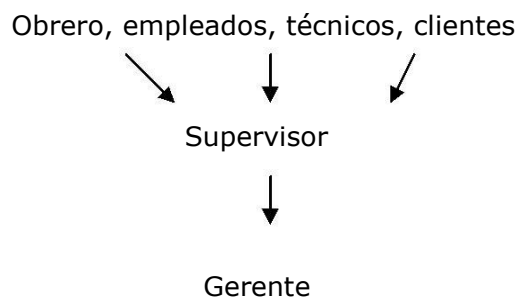 Obrero, empleados, técnicos, clientes
Supervisor
Gerente